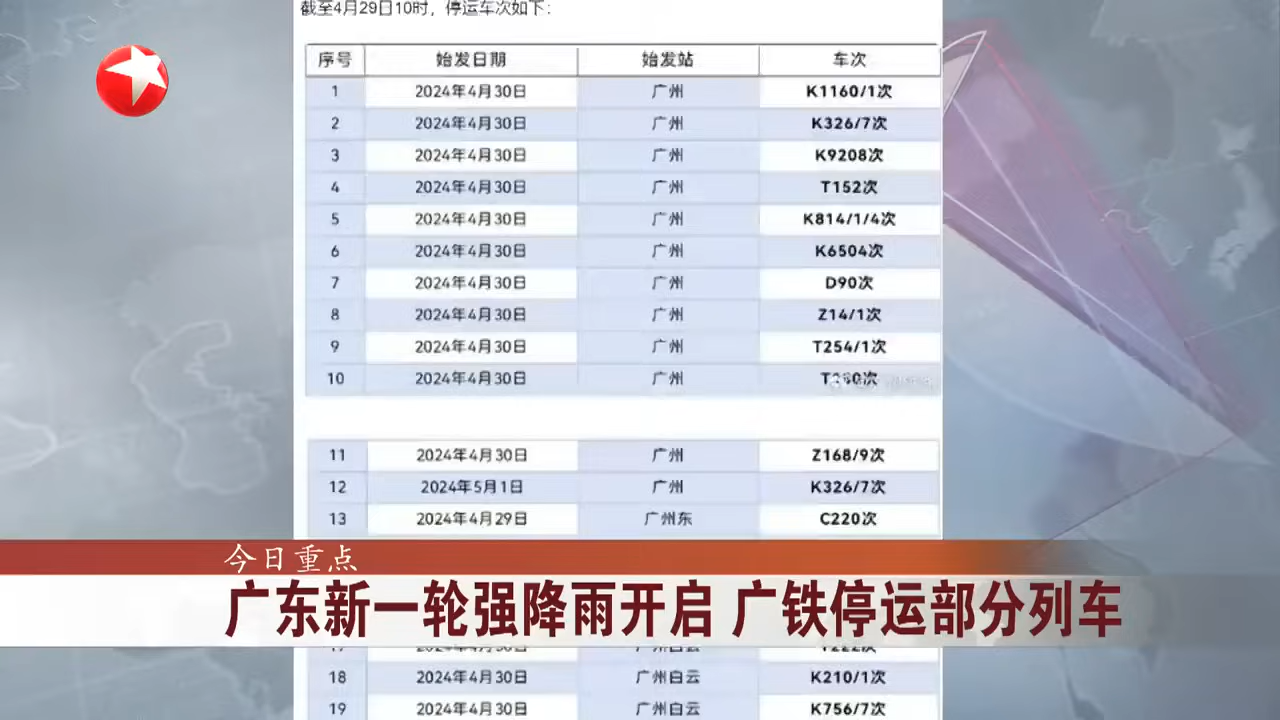 截至4月29日10时，停运车次如下：
序号 始发日期 始发站 车次
1 2024年4月30日 广州 K1160/1次
2 2024年4月30日 广州 K326/7次
3 2024年4月30日 广州 K9208次
4 2024年4月30日 广州 T152次
5 2024年4月30日 广州 K814/1/4次
6 2024年4月30日 广州 K6504次
7 2024年4月30日 广州 D90次
8 2024年4月30日 广州 Z14/1次
9 2024年4月30日 广州 T254/1次
10 2024年4月30日 广州
11 2024年4月30日 广州 Z168/9次
12 2024年5月1日 广州 K326/7次
13 2024年4月29日 广州东 C220次
今日重点
广东新一轮强降雨开启 广铁停运部分列车
18 2024年4月30日 广州白云 K210/1次
19 2024年4月30日 广州白云 K756/7次